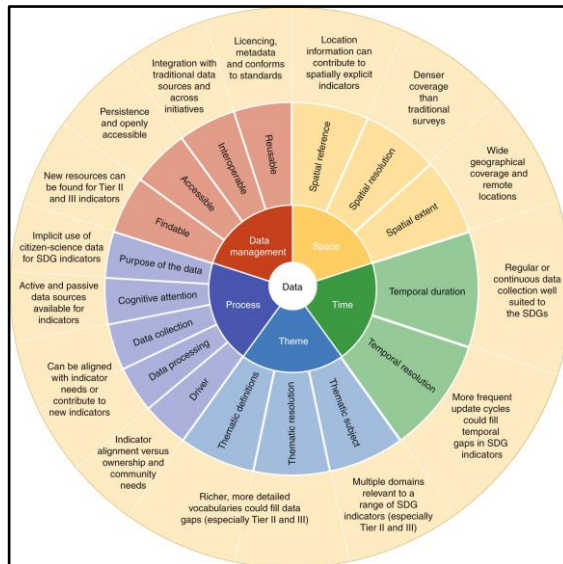 Data
Data
management
Space
Time
Theme
Process
Findable
Accessible
Interoperable
Reusable
Spatial reference
Spatial resolution
Spatial extent
Temporal duration
Temporal resolution
Thematic subject
Thematic resolution
Thematic definitions
Driver
Data processing
Data collection
Cognitive attention
Purpose of the data
Licencing,
metadata
and conforms
to standards
Location
information can
contribute to
spatially explicit
indicators
Denser
coverage
than
traditional
surveys
Wide
geographical
coverage and
remote
locations
Regular or
continuous data
collection well
suited to
the SDGs
More frequent
update cycles
could fill
temporal
gaps in SDG
indicators
Multiple domains
relevant to a
range of SDG
indicators (especially
Tier II and III)
Richer, more detailed
vocabularies could fill data
gaps (especially Tier II and III)
Indicator
alignment versus
ownership and
community
needs
Can be aligned
with indicator
needs or
contribute to
new indicators
Active and passive
data sources
available for
indicators
Implicit use of
citizen-science data
for SDG indicators
New resources can
be found for Tier II
and III indicators
Persistence
and openly
accessible
Integration with
traditional data
sources and
across
initiatives